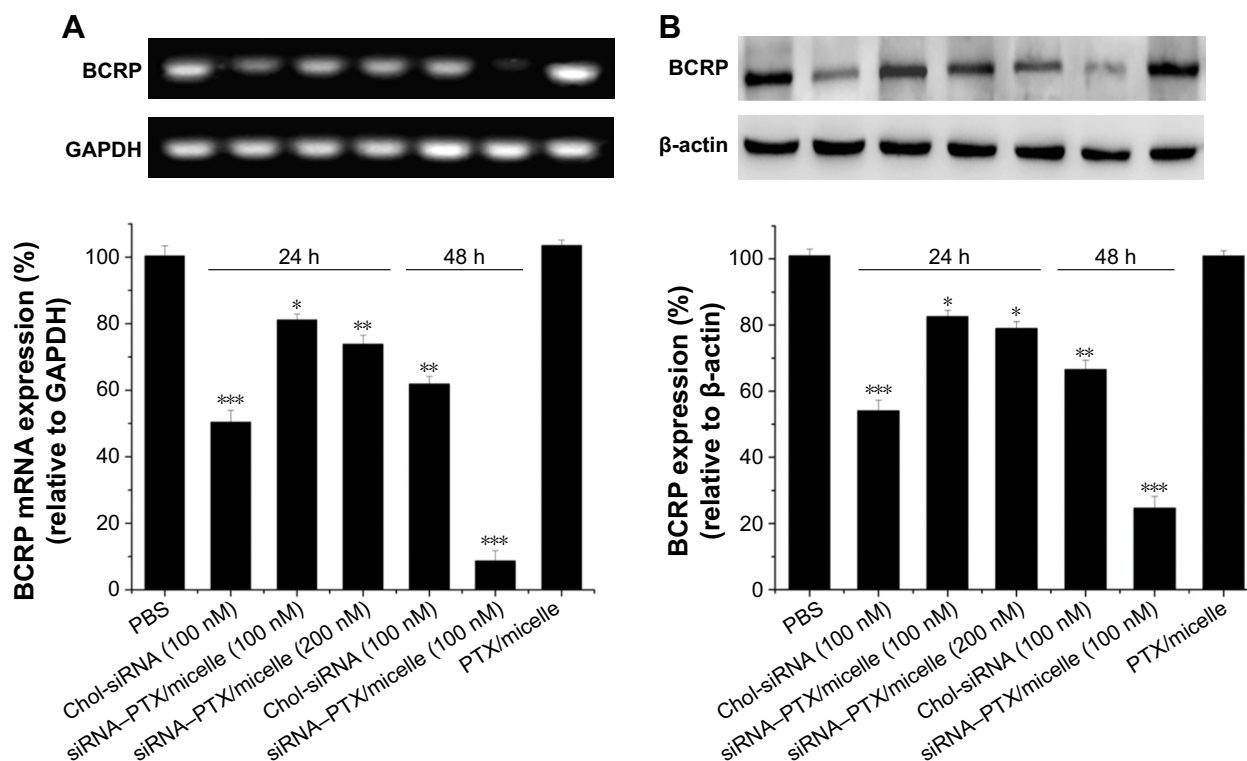 A
BCRP
GAPDH
BCRP mRNA expression (%)
(relative to GAPDH)
100
80
60
40
20
0
24 h
48 h
***
*
**
**
***
PBS
Chol-siRNA (100 nM)
siRNA–PTX/micelle (100 nM)
siRNA–PTX/micelle (200 nM)
Chol-siRNA (100 nM)
siRNA–PTX/micelle (100 nM)
PTX/micelle
B
BCRP
β-actin
BCRP expression (%)
(relative to β-actin)
100
80
60
40
20
0
24 h
48 h
***
*
*
**
***
PBS
Chol-siRNA (100 nM)
siRNA–PTX/micelle (100 nM)
siRNA–PTX/micelle (200 nM)
Chol-siRNA (100 nM)
siRNA–PTX/micelle (100 nM)
PTX/micelle